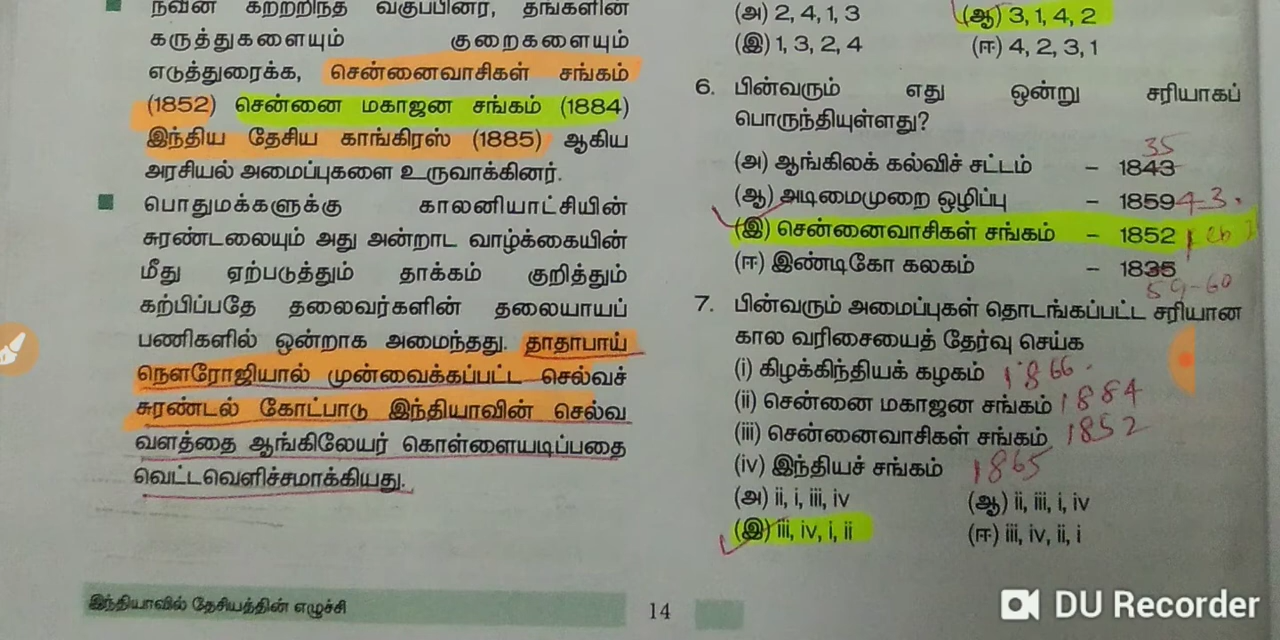 நவீன கற்றறிந்த வகுப்பினர், தங்களின்
கருத்துகளையும் குறைகளையும்
எடுத்துரைக்க, சென்னைவாசிகள் சங்கம்
(1852) சென்னை மகாஜன சங்கம் (1884)
இந்திய தேசிய காங்கிரஸ் (1885) ஆகிய
அரசியல் அமைப்புகளை உருவாக்கினர்.
பொதுமக்களுக்கு காலனியாட்சியின்
சுரண்டலையும் அது அன்றாட வாழ்க்கையின்
மீது ஏற்படுத்தும் தாக்கம் குறித்தும்
கற்பிப்பதே தலைவர்களின் தலையாயப்
பணிகளில் ஒன்றாக அமைந்தது. தாதாபாய்
நௌரோஜியால் முன்வைக்கப்பட்ட செல்வச்
சுரண்டல் கோட்பாடு இந்தியாவின் செல்வ
வளத்தை ஆங்கிலேயர் கொள்ளையடிப்பதை
வெட்டவெளிச்சமாக்கியது.
(அ) 2, 4, 1, 3 (ஆ) 3, 1, 4, 2
(இ) 1, 3, 2, 4 (ஈ) 4, 2, 3, 1
6. பின்வரும் எது ஒன்று சரியாகப்
பொருந்தியுள்ளது?
35
(அ) ஆங்கிலக் கல்விச் சட்டம் – 1843
(ஆ) அடிமைமுறை ஒழிப்பு – 1859 43.
(இ) சென்னைவாசிகள் சங்கம் – 1852
(ஈ) இண்டிகோ கலகம் – 1835
59-60
7. பின்வரும் அமைப்புகள் தொடங்கப்பட்ட சரியான
கால வரிசையைத் தேர்வு செய்க
(i) கிழக்கிந்தியக் கழகம் 1866
(ii) சென்னை மகாஜன சங்கம் 1884
(iii) சென்னைவாசிகள் சங்கம் 1852
(iv) இந்தியச் சங்கம் 1865
(அ) ii, i, iii, iv (ஆ) ii, iii, i, iv
(இ) iii, iv, i, ii (ஈ) iii, iv, ii, i
இந்தியாவில் தேசியத்தின் எழுச்சி
14
DU Recorder